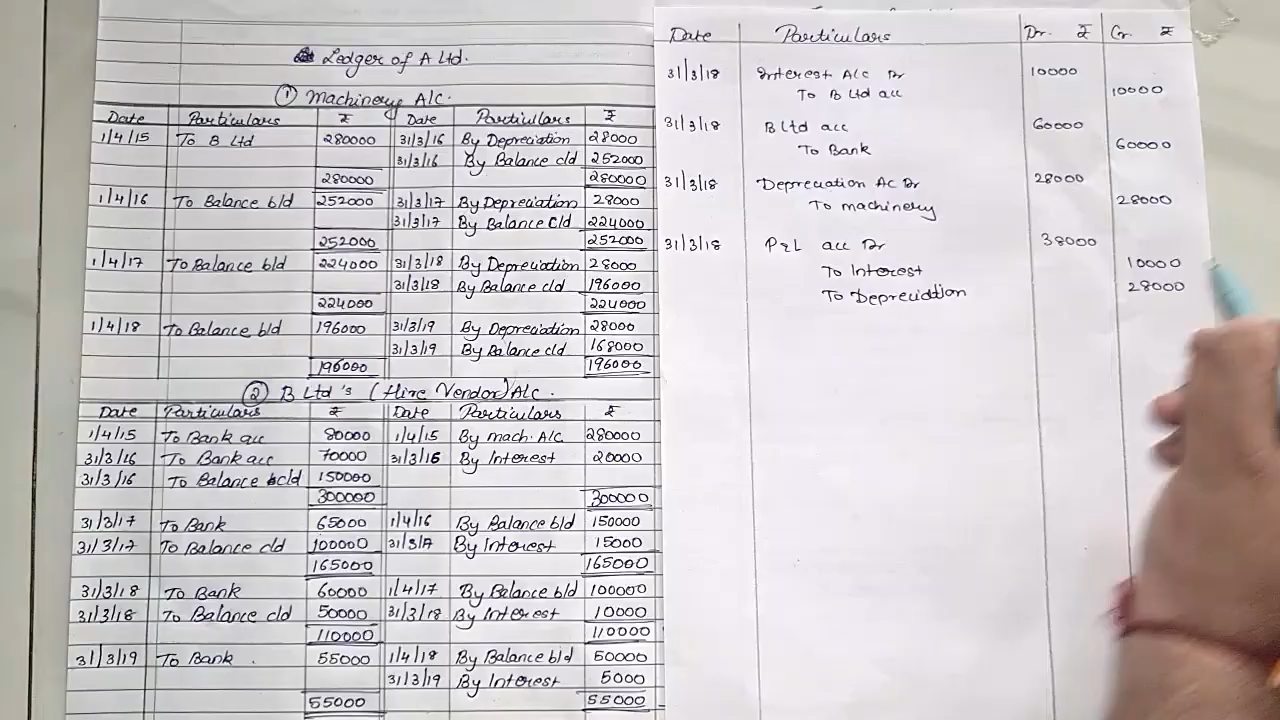 Ledger of A Ltd.
① Machinery A/c.
Date Particulars ₹ Date Particulars ₹
1/4/15 To B Ltd 280000 31/3/16 By Depreciation 28000
31/3/16 By Balance c/d 252000
280000 280000
1/4/16 To Balance b/d 252000 31/3/17 By Depreciation 28000
31/3/17 By Balance C/d 224000
252000 252000
1/4/17 To Balance b/d 224000 31/3/18 By Depreciation 28000
31/3/18 By Balance c/d 196000
224000 224000
1/4/18 To Balance b/d 196000 31/3/19 By Depreciation 28000
31/3/19 By Balance c/d 168000
196000 196000
② B Ltd's (Hire Vendor) A/c.
Date Particulars ₹ Date Particulars ₹
1/4/15 To Bank acc 80000 1/4/15 By mach. A/c 280000
31/3/16 To Bank acc 70000 31/3/16 By Interest 20000
31/3/16 To Balance c/d 150000
300000 300000
31/3/17 To Bank 65000 1/4/16 By Balance b/d 150000
31/3/17 To Balance c/d 100000 31/3/17 By Interest 15000
165000 165000
31/3/18 To Bank 60000 1/4/17 By Balance b/d 100000
31/3/18 To Balance c/d 50000 31/3/18 By Interest 10000
110000 110000
31/3/19 To Bank . 55000 1/4/18 By Balance b/d 50000
31/3/19 By Interest 5000
55000 55000
Date Particulars Dr. ₹ Cr. ₹
31/3/18 Interest A/c Dr 10000
To B Ltd acc 10000
31/3/18 B Ltd acc 60000
To Bank 60000
31/3/18 Depreciation Ac Dr 28000
To machinery 28000
31/3/18 P&L acc Dr 38000
To Interest 10000
To Depreciation 28000